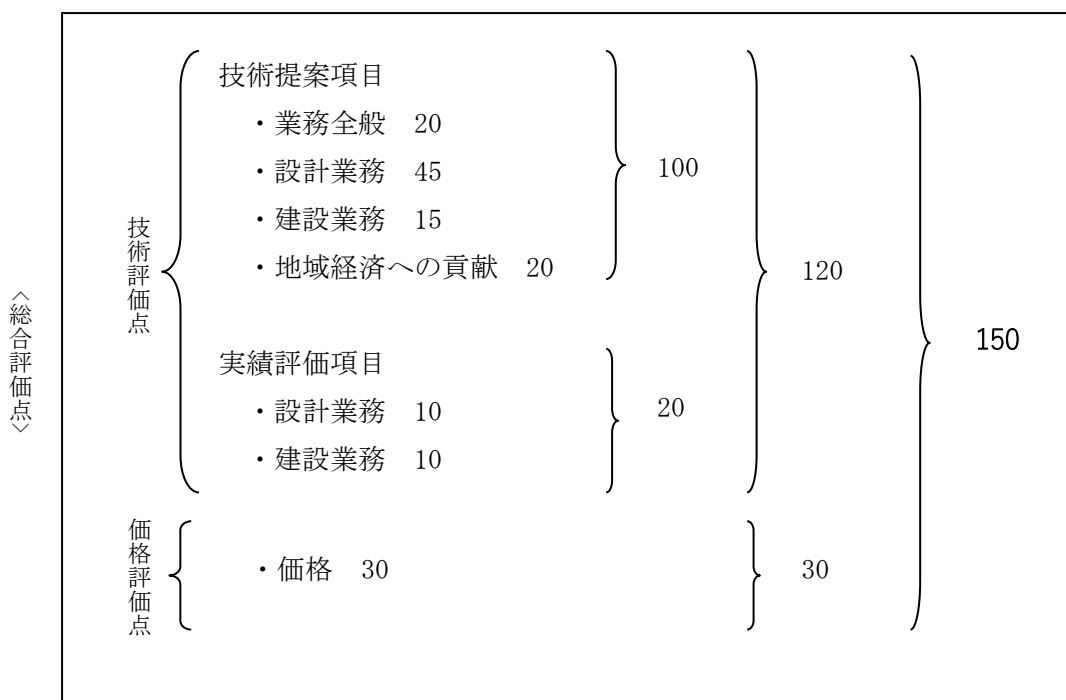 〈総合評価点〉
技術評価点
技術提案項目
・業務全般 20
・設計業務 45
・建設業務 15
・地域経済への貢献 20
100
実績評価項目
・設計業務 10
・建設業務 10
20
120
価格評価点
・価格 30
30
150